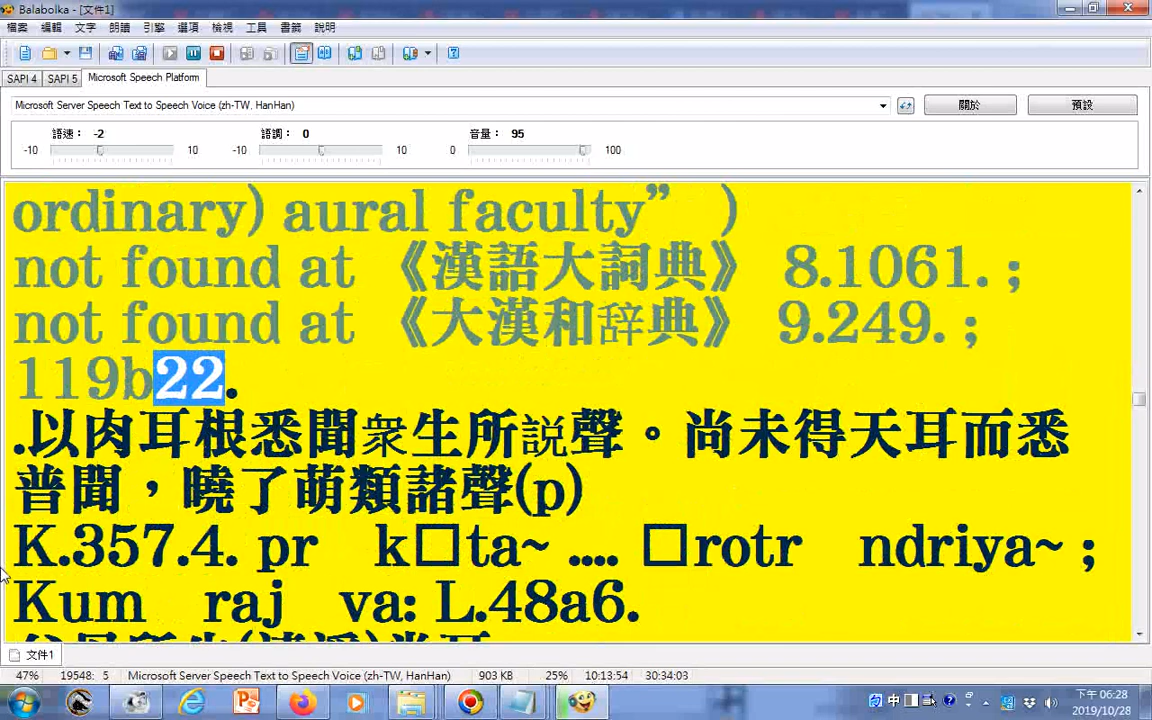 Balabolka - [文件1]
檔案 編輯 文字 朗讀 引擎 選項 檢視 工具 書籤 說明
SAPI 4 SAPI 5 Microsoft Speech Platform
Microsoft Server Speech Text to Speech Voice (zh-TW, HanHan) 關於 預設
語速： -2 語調： 0 音量： 95
-10 10 -10 10 0 100
ordinary) aural faculty” )
not found at 《漢語大詞典》 8.1061. ;
not found at 《大漢和辞典》 9.249. ;
119b22.
.以肉耳根悉聞衆生所説聲。尚未得天耳而悉
普聞，曉了萌類諸聲(p)
K.357.4. pr k□ta~ .... □rotr ndriya~ ;
Kum raj va: L.48a6.
文件1
47% 19548: 5 Microsoft Server Speech Text to Speech Voice (zh-TW, HanHan) 903 KB 25% 10:13:54 30:34:03
中
下午 06:28
2019/10/28